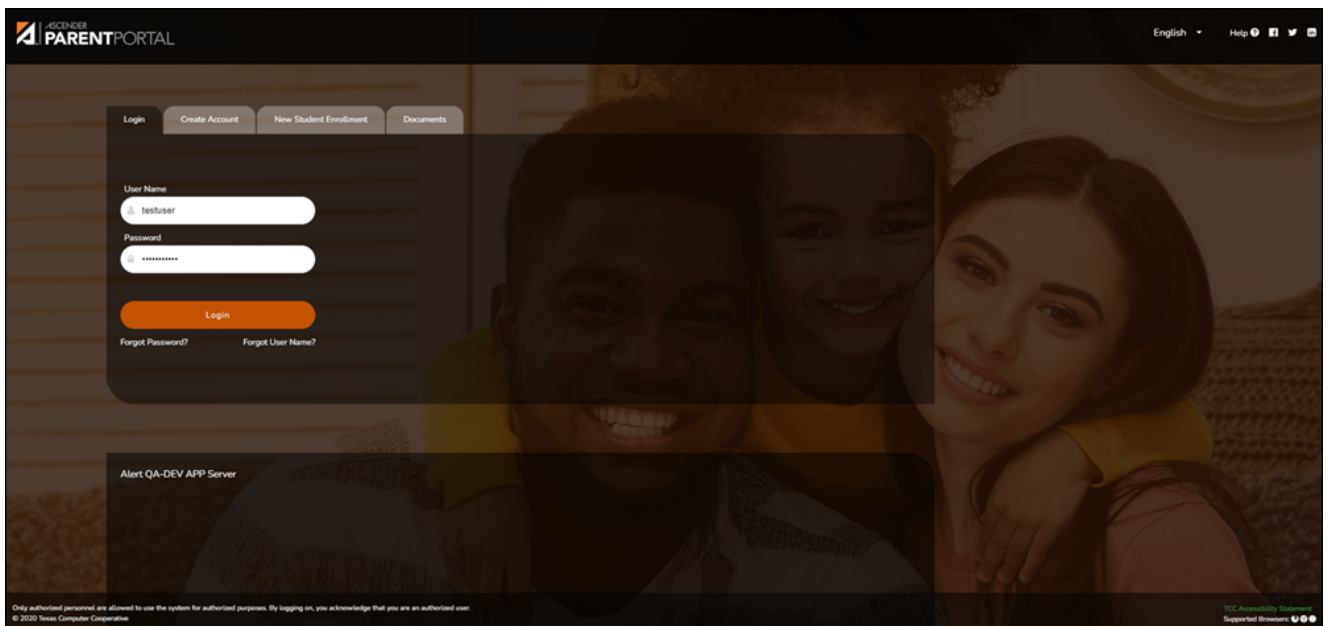 ASCENDER
PARENTPORTAL
English
Help
Login Create Account New Student Enrollment Documents
User Name
testuser
Password
Login
Forgot Password? Forgot User Name?
Alert QA-DEV APP Server
Only authorized personnel are allowed to use the system for authorized purposes. By logging on, you acknowledge that you are an authorized user.
© 2020 Texas Computer Cooperative
TCC Accessibility Statement
Supported Browsers: